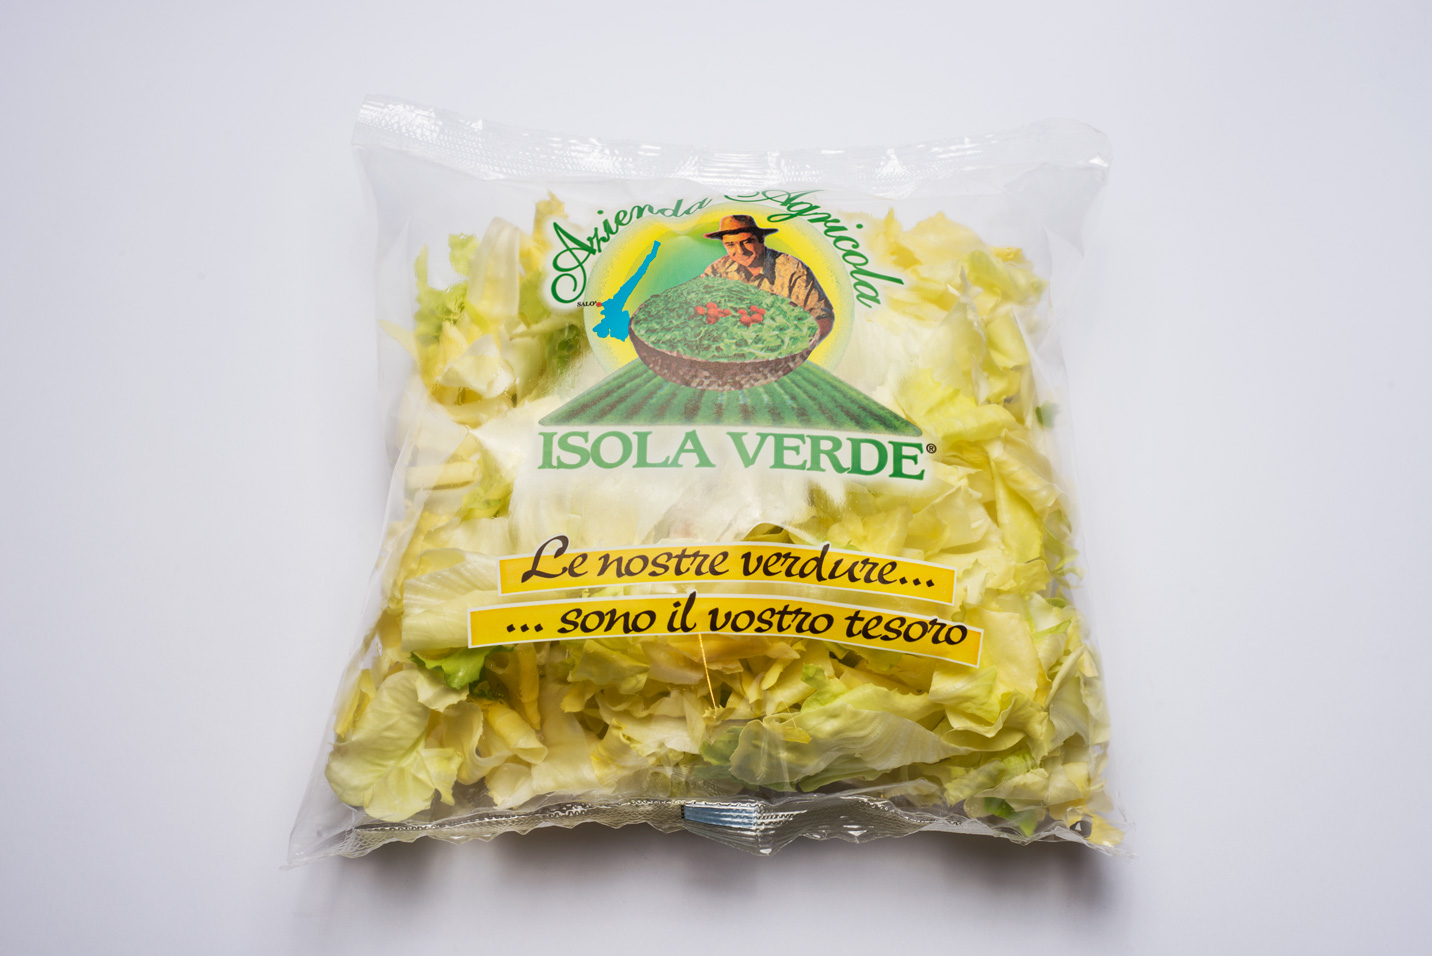 Azienda Agricola
SALO'
ISOLA VERDE®
Le nostre verdure...
... sono il vostro tesoro